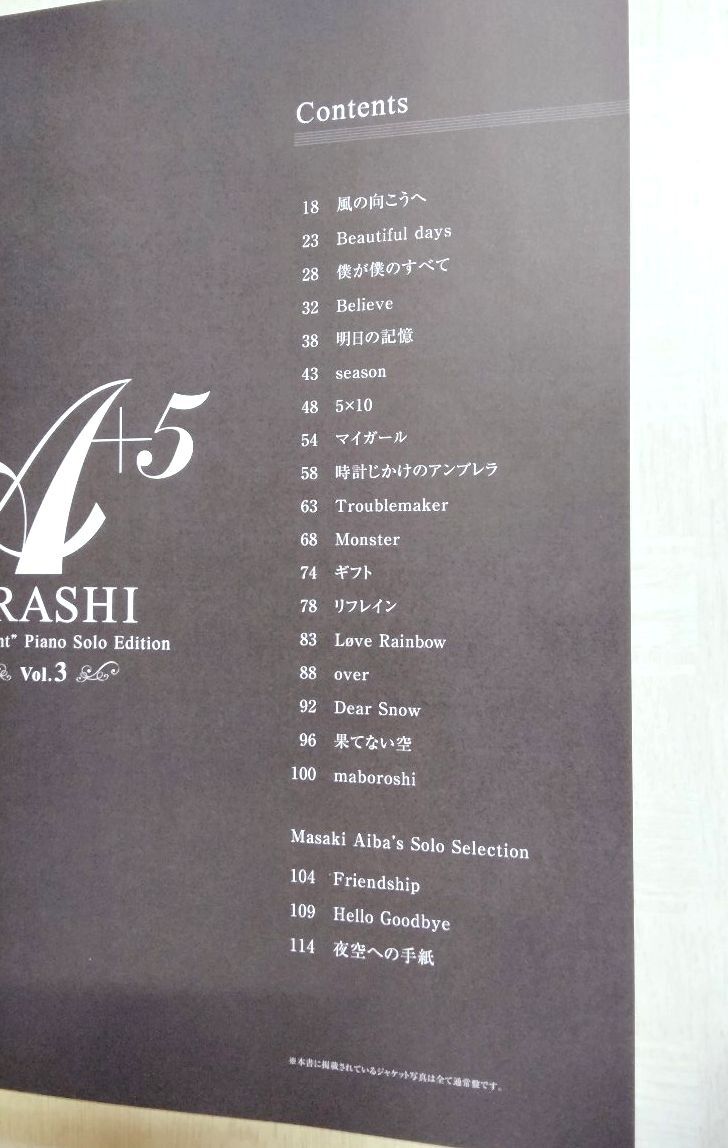 A+5
RASHI
nt" Piano Solo Edition
Vol.3
Contents
18 風の向こうへ
23 Beautiful days
28 僕が僕のすべて
32 Believe
38 明日の記憶
43 season
48 5×10
54 マイガール
58 時計じかけのアンブレラ
63 Troublemaker
68 Monster
74 ギフト
78 リフレイン
83 Løve Rainbow
88 over
92 Dear Snow
96 果てない空
100 maboroshi
Masaki Aiba's Solo Selection
104 Friendship
109 Hello Goodbye
114 夜空への手紙
※本書に掲載されているジャケット写真は全て通常盤です。